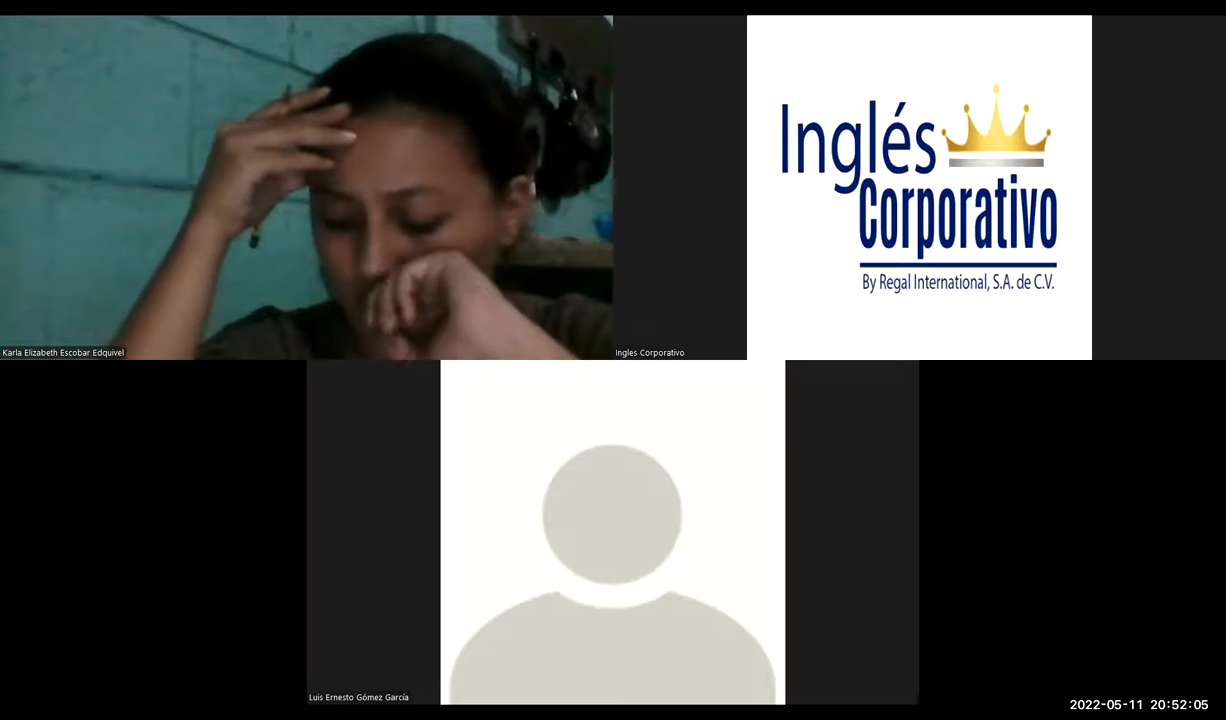 Inglés
Corporativo
By Regal International, S.A. de C.V.
Karla Elizabeth Escobar Edquivel
Ingles Corporativo
Luis Ernesto Gómez García
2022-05-11 20:52:05